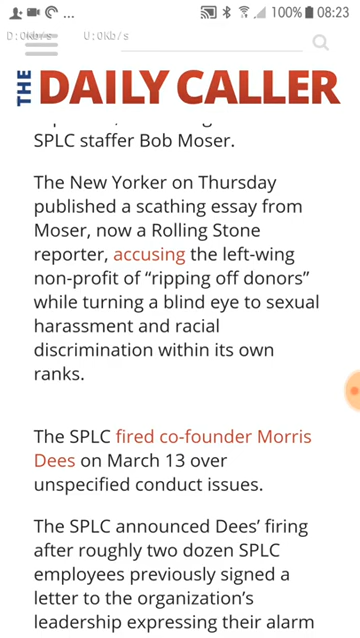 100% 08:23
D:0Kb/s U:0Kb/s
THE DAILY CALLER
SPLC staffer Bob Moser.
The New Yorker on Thursday
published a scathing essay from
Moser, now a Rolling Stone
reporter, accusing the left-wing
non-profit of “ripping off donors”
while turning a blind eye to sexual
harassment and racial
discrimination within its own
ranks.
The SPLC fired co-founder Morris
Dees on March 13 over
unspecified conduct issues.
The SPLC announced Dees’ firing
after roughly two dozen SPLC
employees previously signed a
letter to the organization’s
leadership expressing their alarm